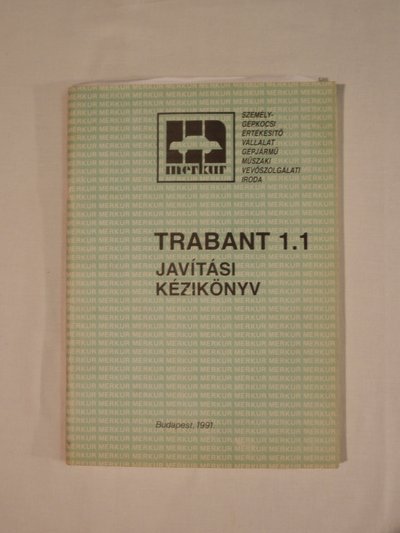 merkur
SZEMÉLY-
GÉPKOCSI
ÉRTÉKESÍTŐ
VÁLLALAT
GÉPJÁRMŰ
MŰSZAKI
VEVŐSZOLGÁLATI
IRODA
TRABANT 1.1
JAVÍTÁSI
KÉZIKÖNYV
Budapest, 1991.